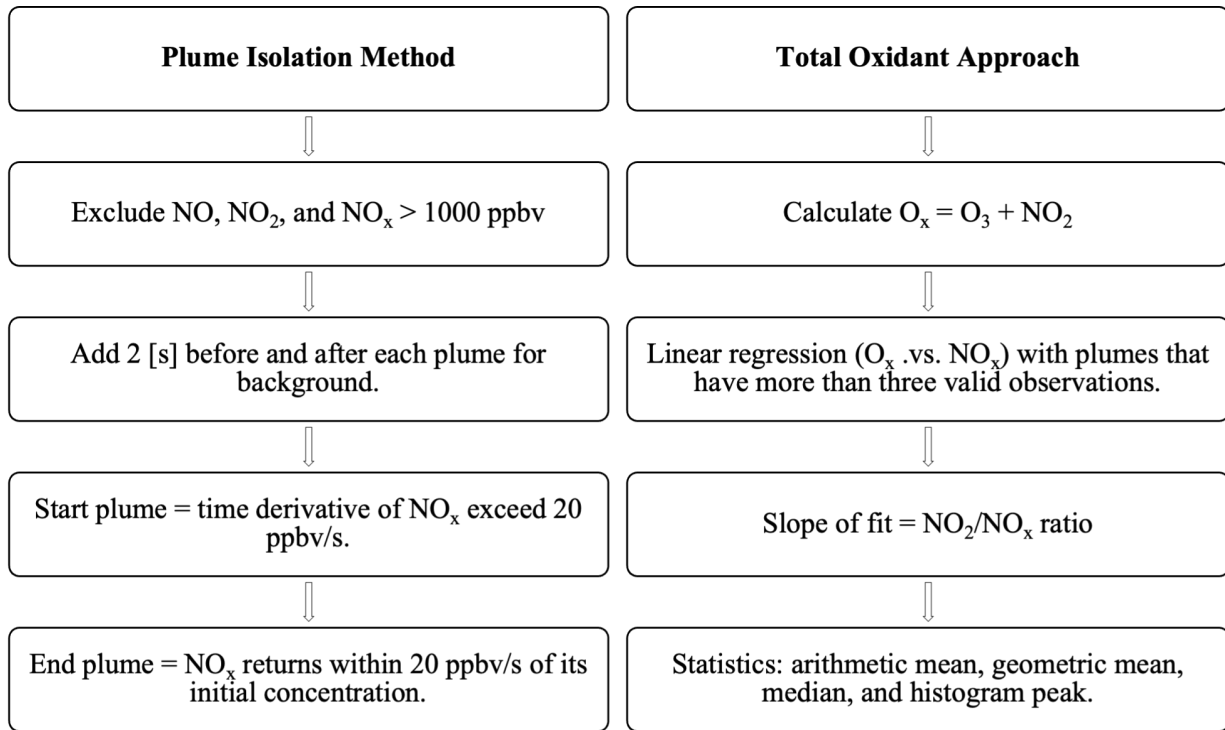 Plume Isolation Method
Exclude NO, NO₂, and NOₓ > 1000 ppbv
Add 2 [s] before and after each plume for
background.
Start plume = time derivative of NOₓ exceed 20
ppbv/s.
End plume = NOₓ returns within 20 ppbv/s of its
initial concentration.
Total Oxidant Approach
Calculate Oₓ = O₃ + NO₂
Linear regression (Oₓ .vs. NOₓ) with plumes that
have more than three valid observations.
Slope of fit = NO₂/NOₓ ratio
Statistics: arithmetic mean, geometric mean,
median, and histogram peak.